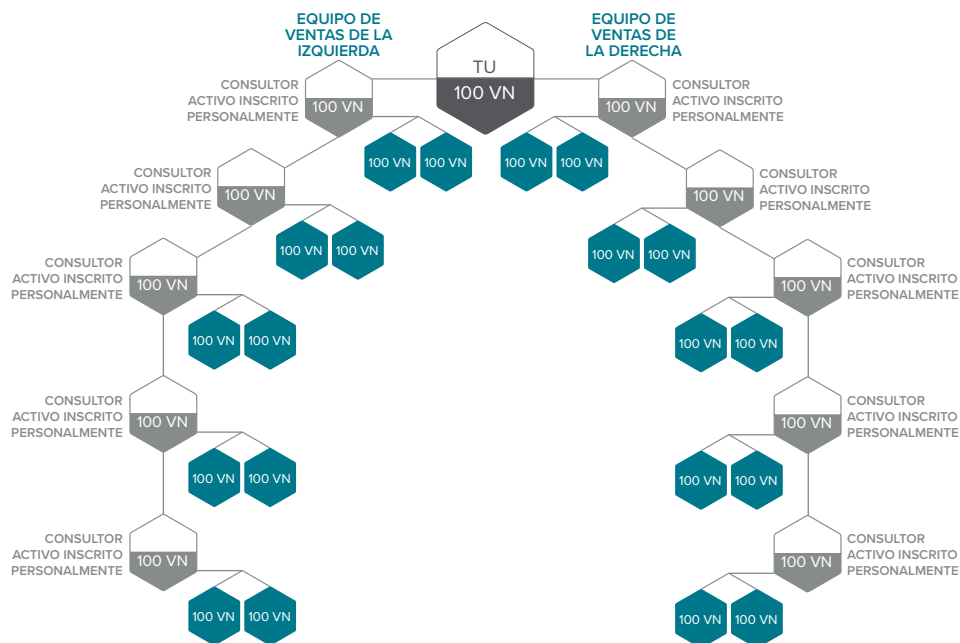 EQUIPO DE
VENTAS DE LA
IZQUIERDA
EQUIPO DE
VENTAS DE
LA DERECHA
TU
100 VN
CONSULTOR
ACTIVO INSCRITO
PERSONALMENTE
100 VN
100 VN
CONSULTOR
ACTIVO INSCRITO
PERSONALMENTE
100 VN
100 VN
100 VN
100 VN
CONSULTOR
ACTIVO INSCRITO
PERSONALMENTE
100 VN
100 VN
CONSULTOR
ACTIVO INSCRITO
PERSONALMENTE
100 VN
100 VN
100 VN
100 VN
CONSULTOR
ACTIVO INSCRITO
PERSONALMENTE
100 VN
100 VN
CONSULTOR
ACTIVO INSCRITO
PERSONALMENTE
100 VN
100 VN
100 VN
100 VN
CONSULTOR
ACTIVO INSCRITO
PERSONALMENTE
100 VN
100 VN
CONSULTOR
ACTIVO INSCRITO
PERSONALMENTE
100 VN
100 VN
100 VN
100 VN
CONSULTOR
ACTIVO INSCRITO
PERSONALMENTE
100 VN
100 VN
CONSULTOR
ACTIVO INSCRITO
PERSONALMENTE
100 VN
100 VN
100 VN
100 VN